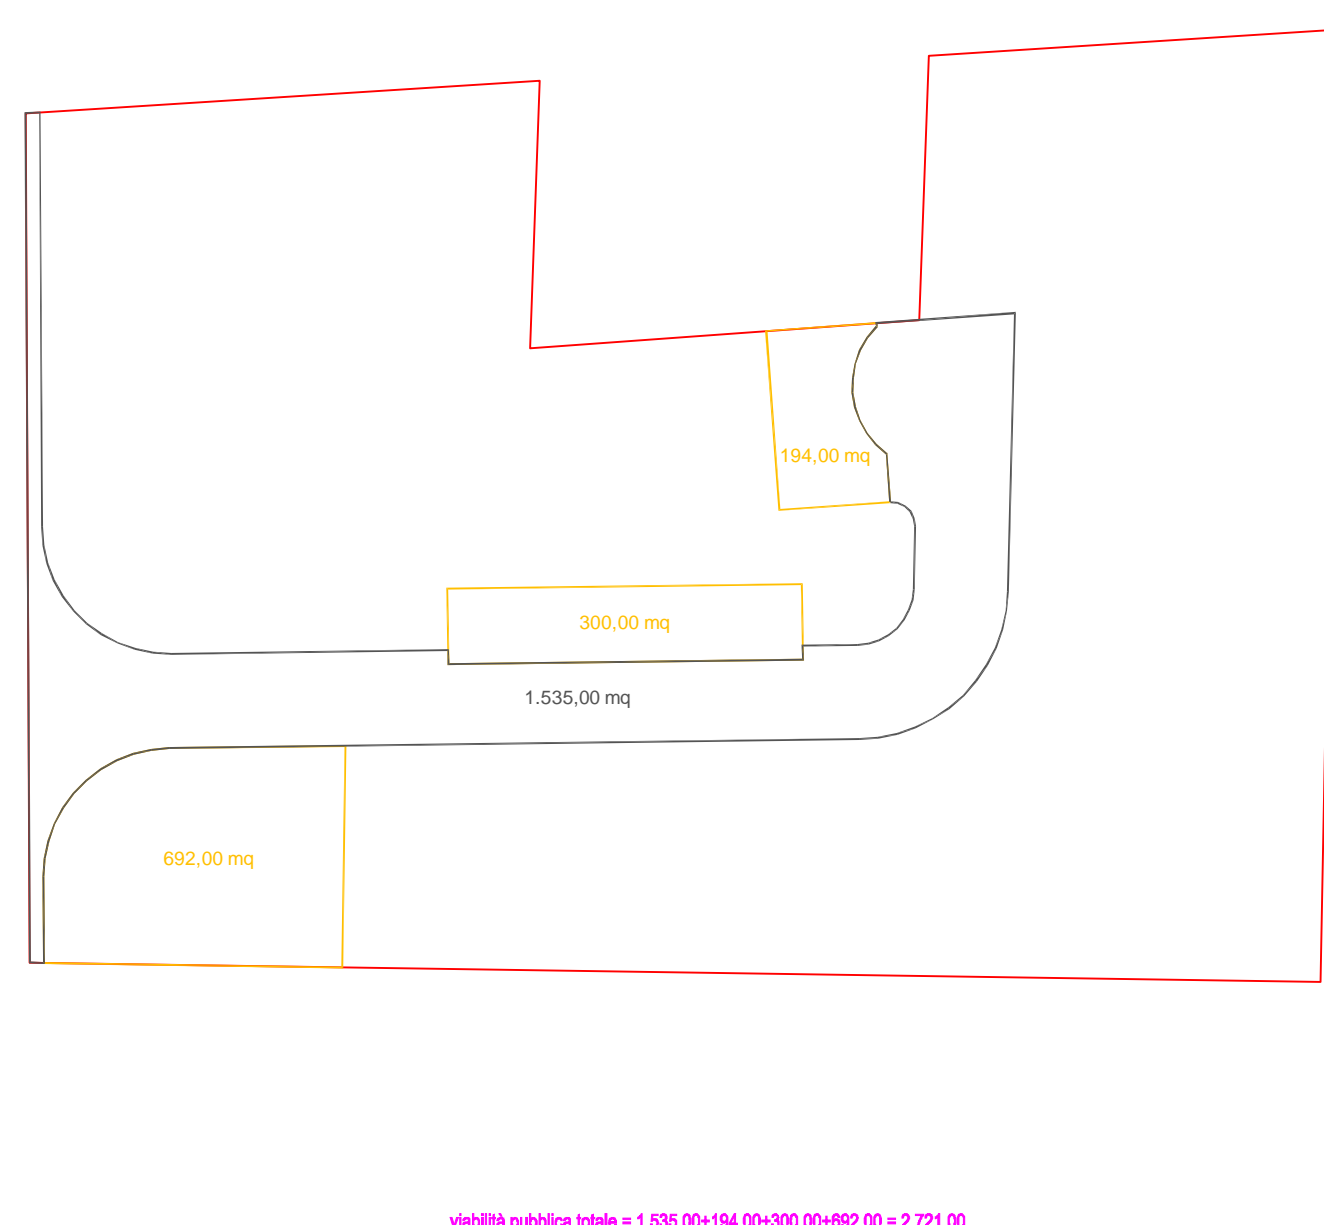 194,00 mq
300,00 mq
1.535,00 mq
692,00 mq
viabilità pubblica totale = 1.535,00+194,00+300,00+692,00 = 2.721,00